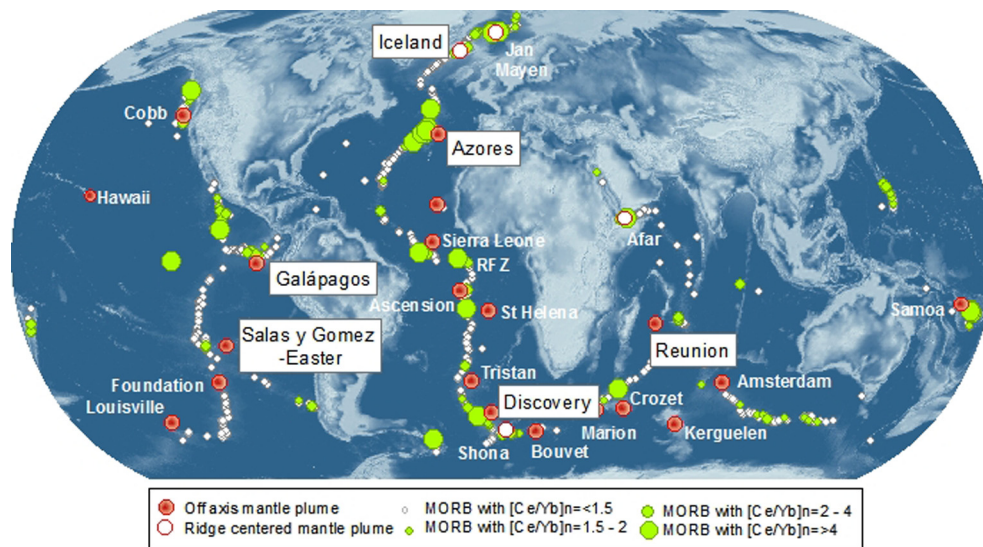 Iceland
Jan
Mayen
Cobb
Azores
Hawaii
Sierra Leone
Afar
RFZ
Galápagos
Ascension
St Helena
Samoa
Salas y Gomez
-Easter
Reunion
Foundation
Tristan
Amsterdam
Louisville
Discovery
Crozet
Marion
Kerguelen
Shona
Bouvet
Off axis mantle plume
MORB with [Ce/Yb]n=<1.5
MORB with [Ce/Yb]n=2 - 4
Ridge centered mantle plume
MORB with [Ce/Yb]n=1.5 - 2
MORB with [Ce/Yb]n=>4